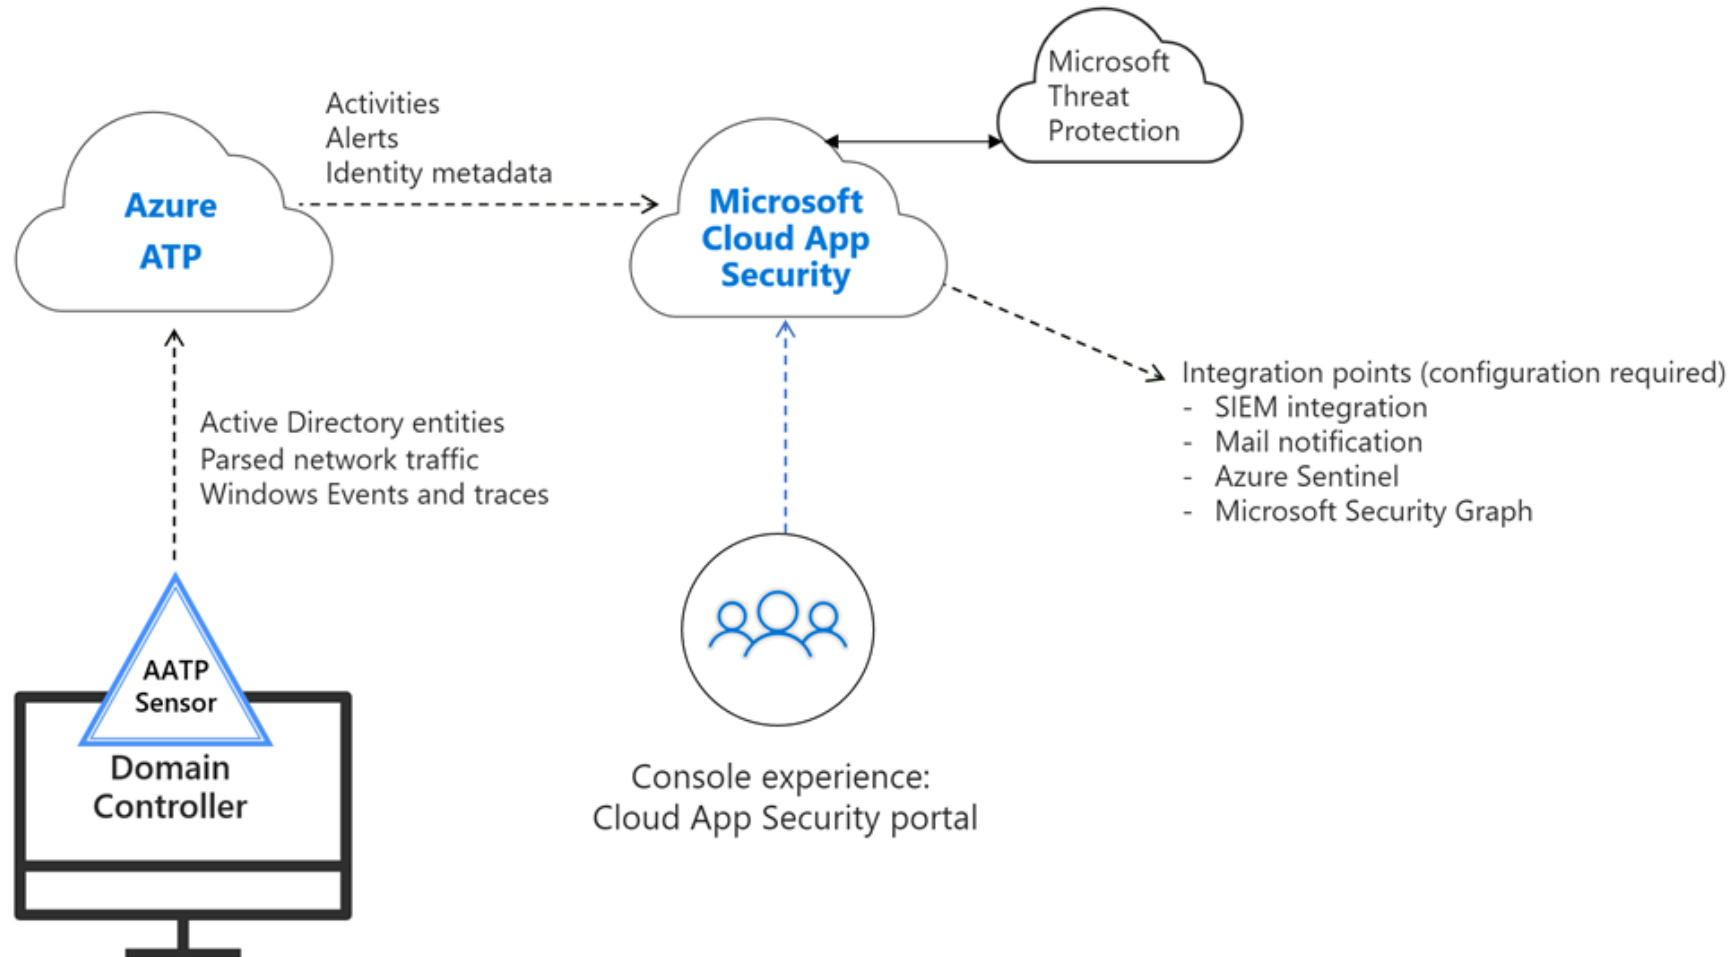 Microsoft
Threat
Protection
Activities
Alerts
Identity metadata
Azure
ATP
Microsoft
Cloud App
Security
Integration points (configuration required)
- SIEM integration
- Mail notification
- Azure Sentinel
- Microsoft Security Graph
Active Directory entities
Parsed network traffic
Windows Events and traces
AATP
Sensor
Domain
Controller
Console experience:
Cloud App Security portal